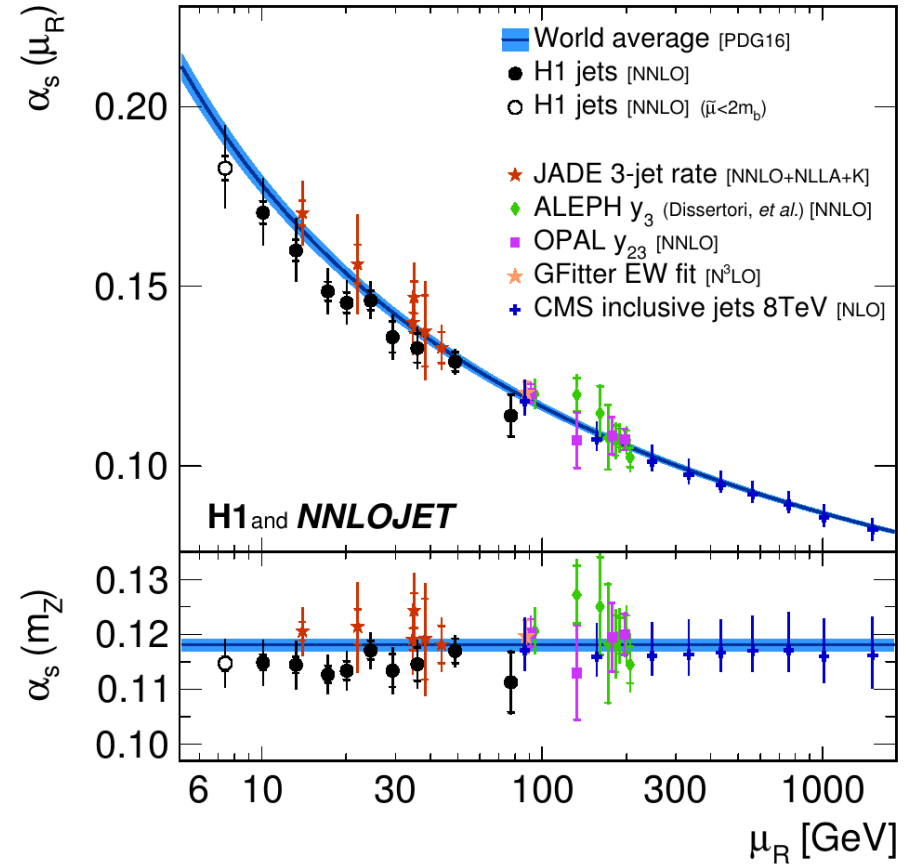 α_s (μ_R)
0.20
0.15
0.10
World average [PDG16]
H1 jets [NNLO]
H1 jets [NNLO] (μ̃<2m_b)
JADE 3-jet rate [NNLO+NLLA+K]
ALEPH y_3 (Dissertori, et al.) [NNLO]
OPAL y_23 [NNLO]
GFitter EW fit [N³LO]
CMS inclusive jets 8TeV [NLO]
H1 and NNLOJET
α_s (m_Z)
0.13
0.12
0.11
0.10
6 10 30 100 300 1000
μ_R [GeV]